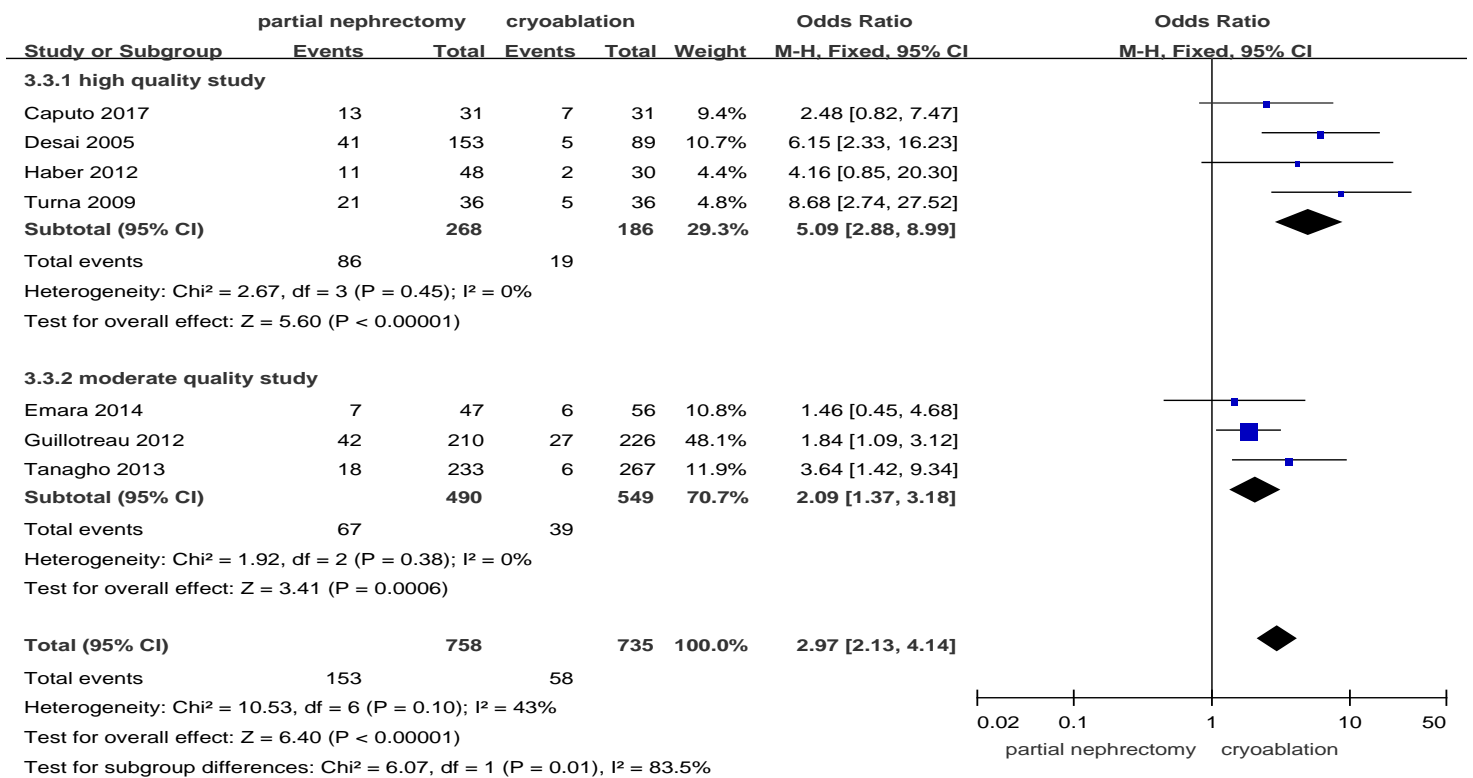 partial nephrectomy cryoablation Odds Ratio Odds Ratio
Study or Subgroup Events Total Events Total Weight M-H, Fixed, 95% CI M-H, Fixed, 95% CI
3.3.1 high quality study
Caputo 2017 13 31 7 31 9.4% 2.48 [0.82, 7.47]
Desai 2005 41 153 5 89 10.7% 6.15 [2.33, 16.23]
Haber 2012 11 48 2 30 4.4% 4.16 [0.85, 20.30]
Turna 2009 21 36 5 36 4.8% 8.68 [2.74, 27.52]
Subtotal (95% CI) 268 186 29.3% 5.09 [2.88, 8.99]
Total events 86 19
Heterogeneity: Chi² = 2.67, df = 3 (P = 0.45); I² = 0%
Test for overall effect: Z = 5.60 (P < 0.00001)
3.3.2 moderate quality study
Emara 2014 7 47 6 56 10.8% 1.46 [0.45, 4.68]
Guillotreau 2012 42 210 27 226 48.1% 1.84 [1.09, 3.12]
Tanagho 2013 18 233 6 267 11.9% 3.64 [1.42, 9.34]
Subtotal (95% CI) 490 549 70.7% 2.09 [1.37, 3.18]
Total events 67 39
Heterogeneity: Chi² = 1.92, df = 2 (P = 0.38); I² = 0%
Test for overall effect: Z = 3.41 (P = 0.0006)
Total (95% CI) 758 735 100.0% 2.97 [2.13, 4.14]
Total events 153 58
Heterogeneity: Chi² = 10.53, df = 6 (P = 0.10); I² = 43%
Test for overall effect: Z = 6.40 (P < 0.00001)
Test for subgroup differences: Chi² = 6.07, df = 1 (P = 0.01), I² = 83.5%
0.02 0.1 1 10 50
partial nephrectomy cryoablation